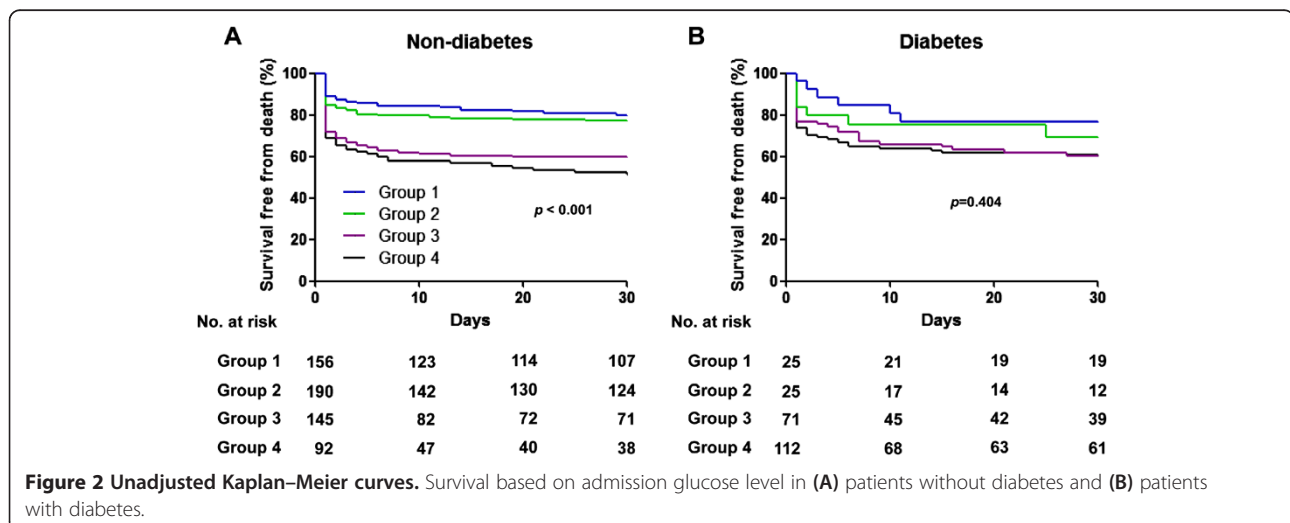 A Non-diabetes
Survival free from death (%)
100
80
60
40
20
0
Group 1
Group 2
Group 3
Group 4
p < 0.001
0 10 20 30
Days
B Diabetes
Survival free from death (%)
100
80
60
40
20
0
p=0.404
0 10 20 30
Days
No. at risk
Group 1 156 123 114 107
Group 2 190 142 130 124
Group 3 145 82 72 71
Group 4 92 47 40 38
No. at risk
Group 1 25 21 19 19
Group 2 25 17 14 12
Group 3 71 45 42 39
Group 4 112 68 63 61
Figure 2 Unadjusted Kaplan–Meier curves. Survival based on admission glucose level in (A) patients without diabetes and (B) patients
with diabetes.